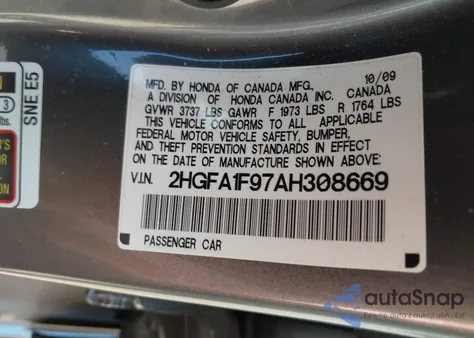 MFD. BY HONDA OF CANADA MFG., 10/09
A DIVISION OF HONDA CANADA INC. CANADA
GVWR 3737 LBS GAWR F 1973 LBS R 1764 LBS
THIS VEHICLE CONFORMS TO ALL APPLICABLE
FEDERAL MOTOR VEHICLE SAFETY, BUMPER,
AND THEFT PREVENTION STANDARDS IN EFFECT
ON THE DATE OF MANUFACTURE SHOWN ABOVE:
V.I.N. 2HGFA1F97AH308669
PASSENGER CAR
SNE E5
3
lbs.
autoSnap